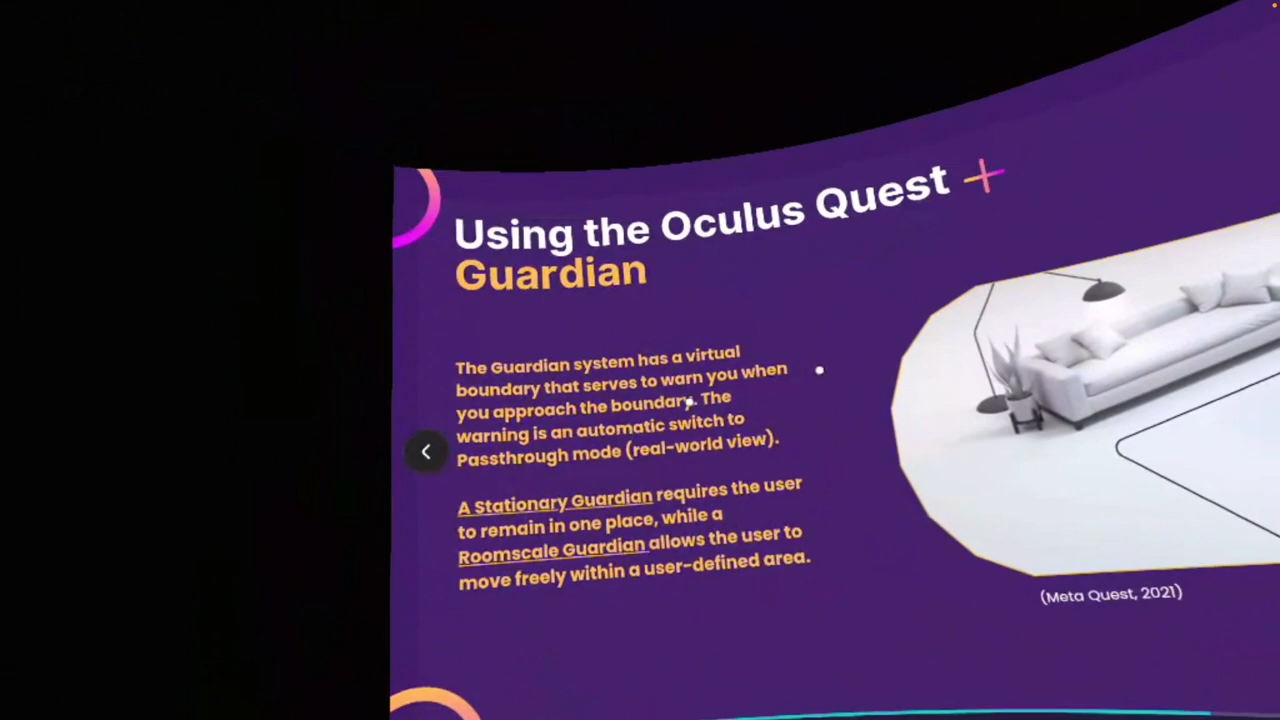 Using the Oculus Quest
Guardian
The Guardian system has a virtual
boundary that serves to warn you when
you approach the boundary. The
warning is an automatic switch to
Passthrough mode (real-world view).
A Stationary Guardian requires the user
to remain in one place, while a
Roomscale Guardian allows the user to
move freely within a user-defined area.
(Meta Quest, 2021)